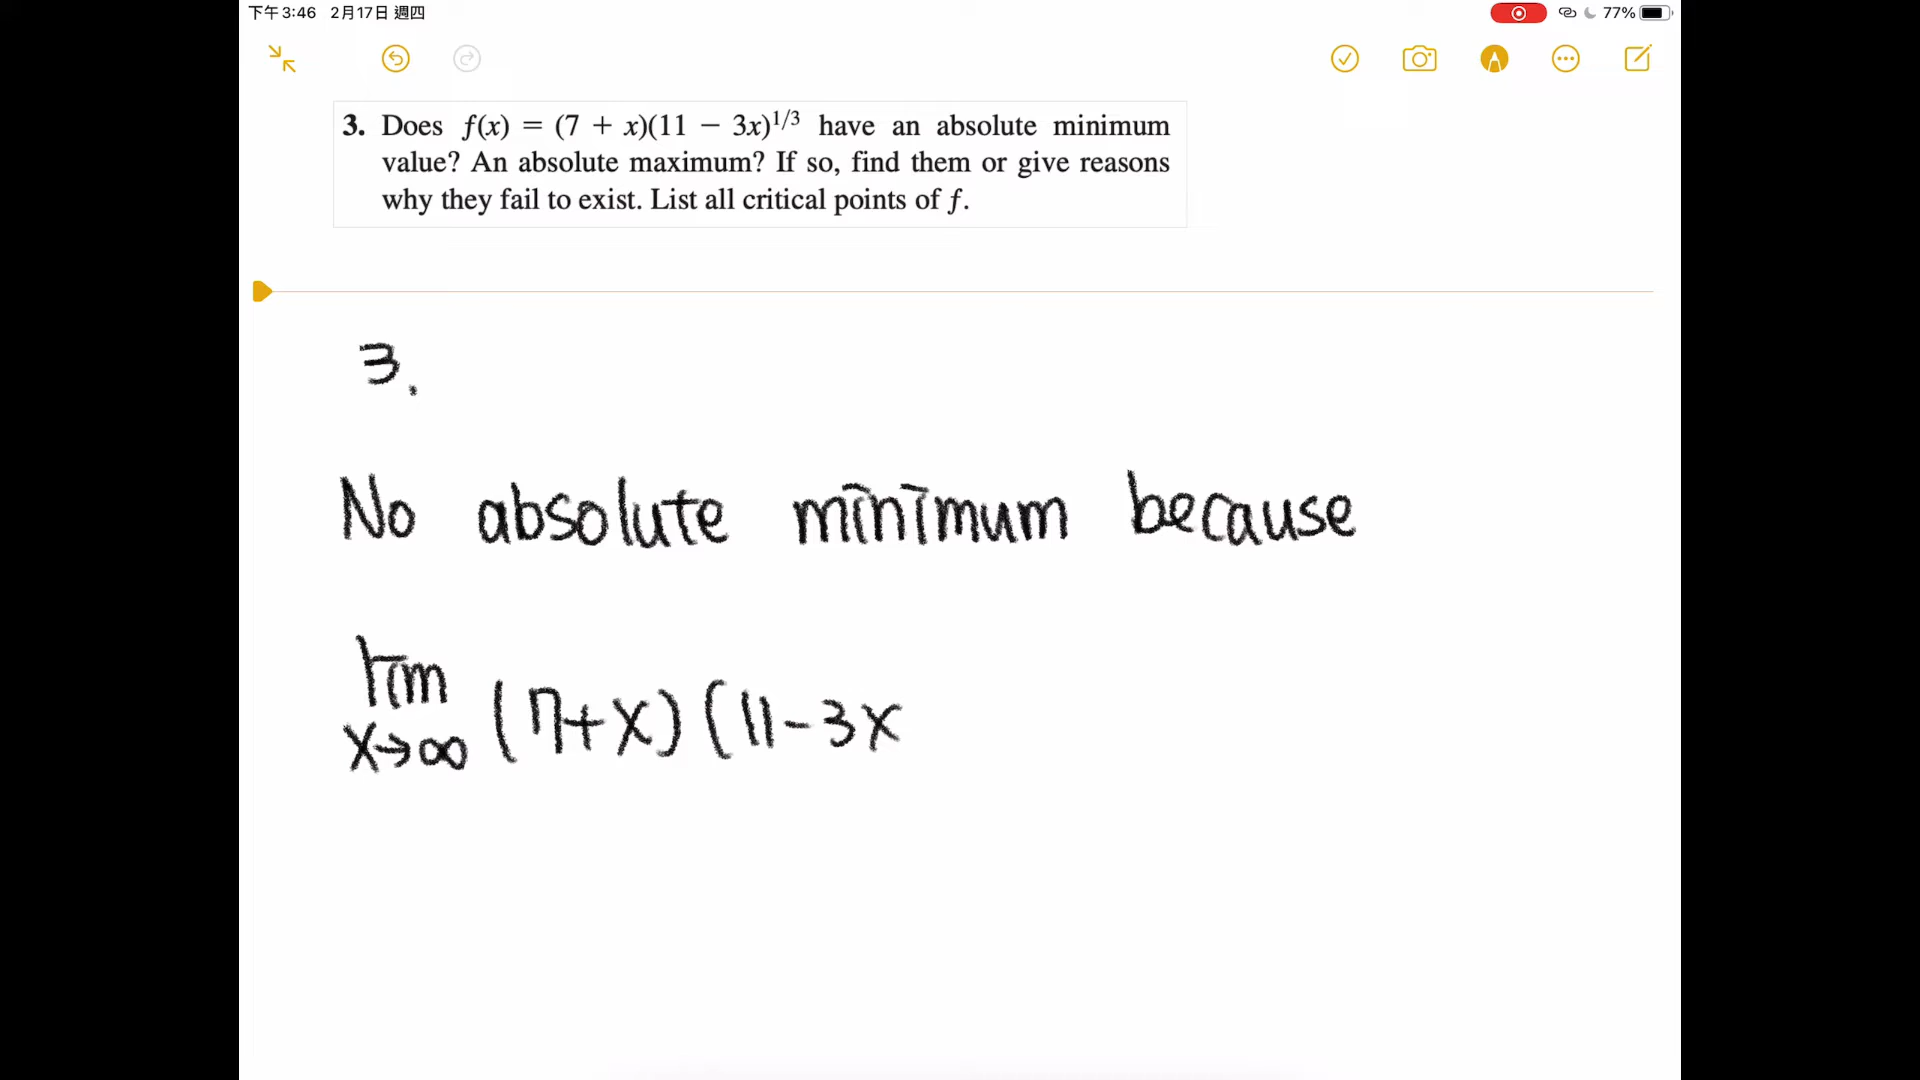 下午3:46 2月17日 週四
77%
3. Does f(x) = (7 + x)(11 − 3x)^{1/3} have an absolute minimum
value? An absolute maximum? If so, find them or give reasons
why they fail to exist. List all critical points of f.
3.
No absolute minimum because
lim (7+x)(11-3x
x→∞